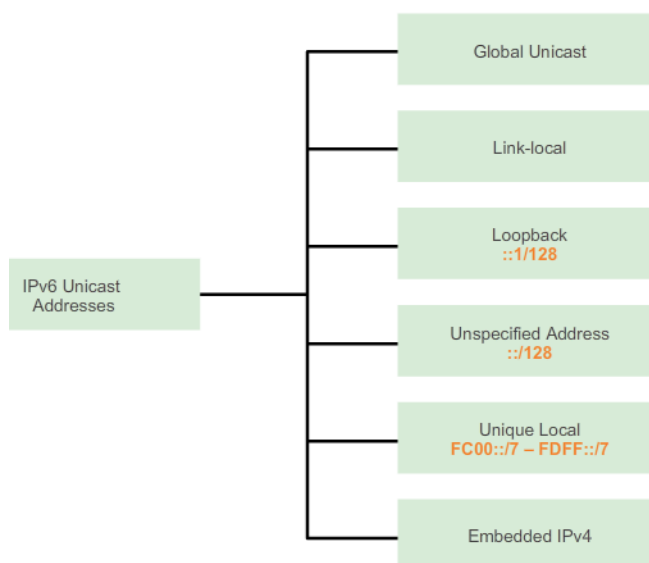 Global Unicast
Link-local
Loopback
::1/128
IPv6 Unicast
Addresses
Unspecified Address
::/128
Unique Local
FC00::/7 – FDFF::/7
Embedded IPv4